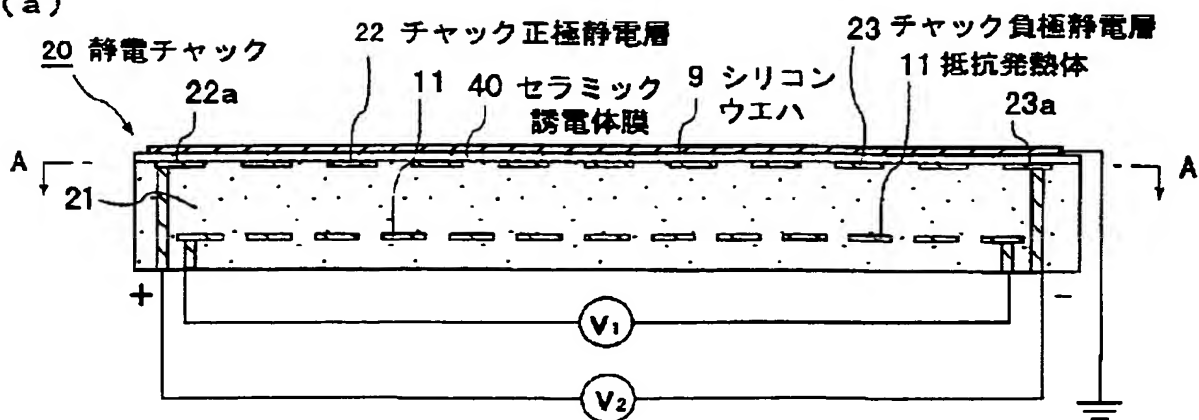 (a)
20 静電チャック
22 チャック正極静電層
23 チャック負極静電層
22a
11
40 セラミック
誘電体膜
9 シリコン
ウエハ
11 抵抗発熱体
23a
A
A
21
+
-
V1
V2